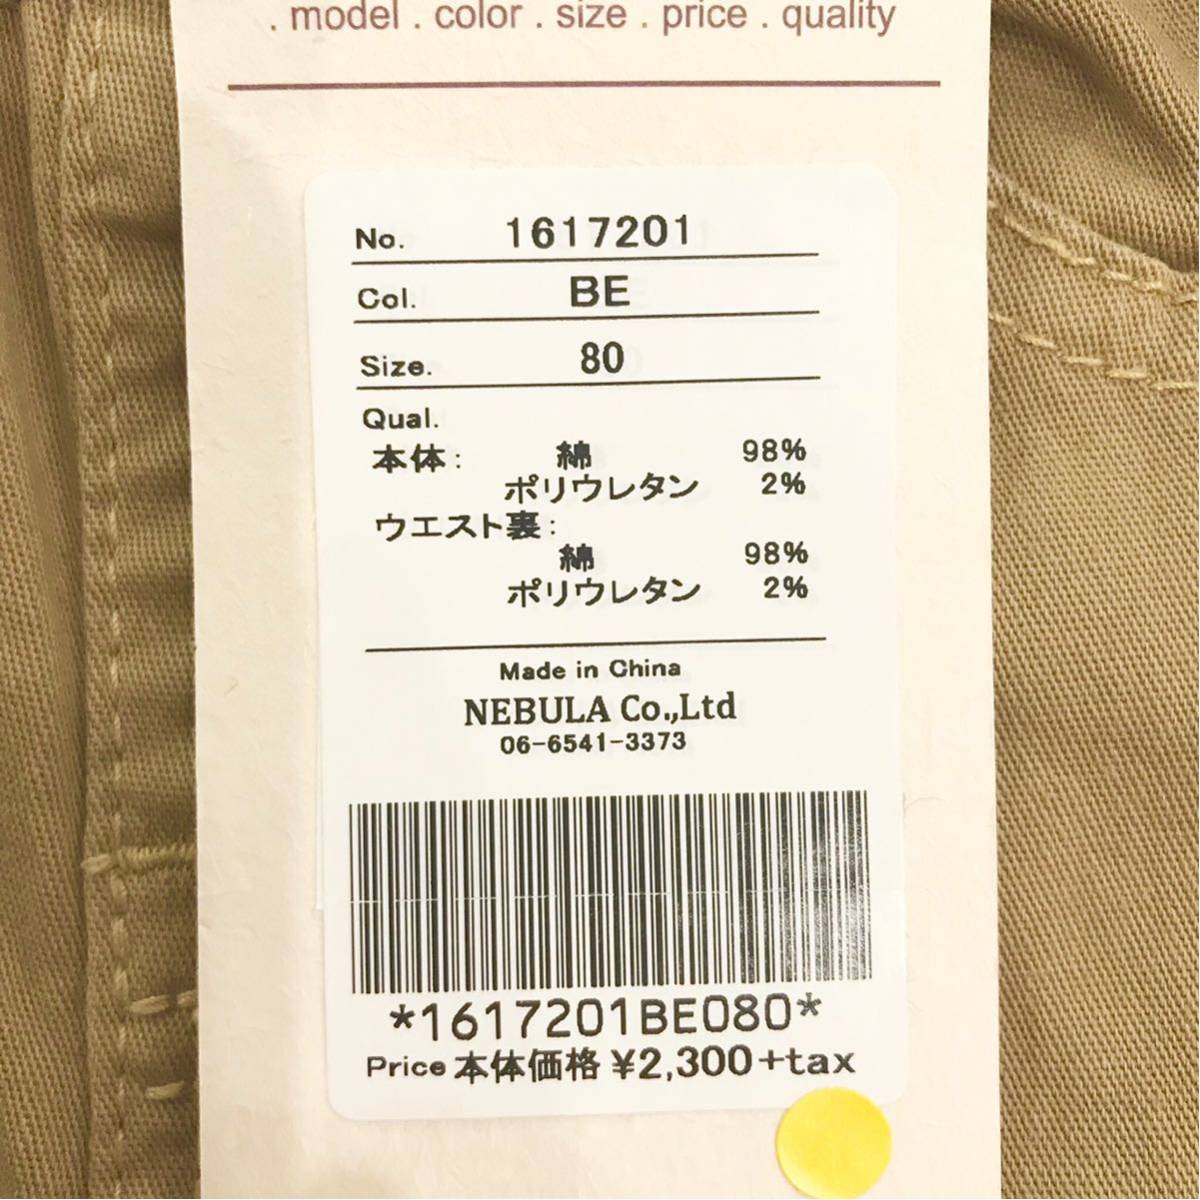 . model . color . size . price . quality
No. 1617201
Col. BE
Size. 80
Qual.
本体: 綿 98%
ポリウレタン 2%
ウエスト裏:
綿 98%
ポリウレタン 2%
Made in China
NEBULA Co.,Ltd
06-6541-3373
*1617201BE080*
Price 本体価格 ¥2,300+tax